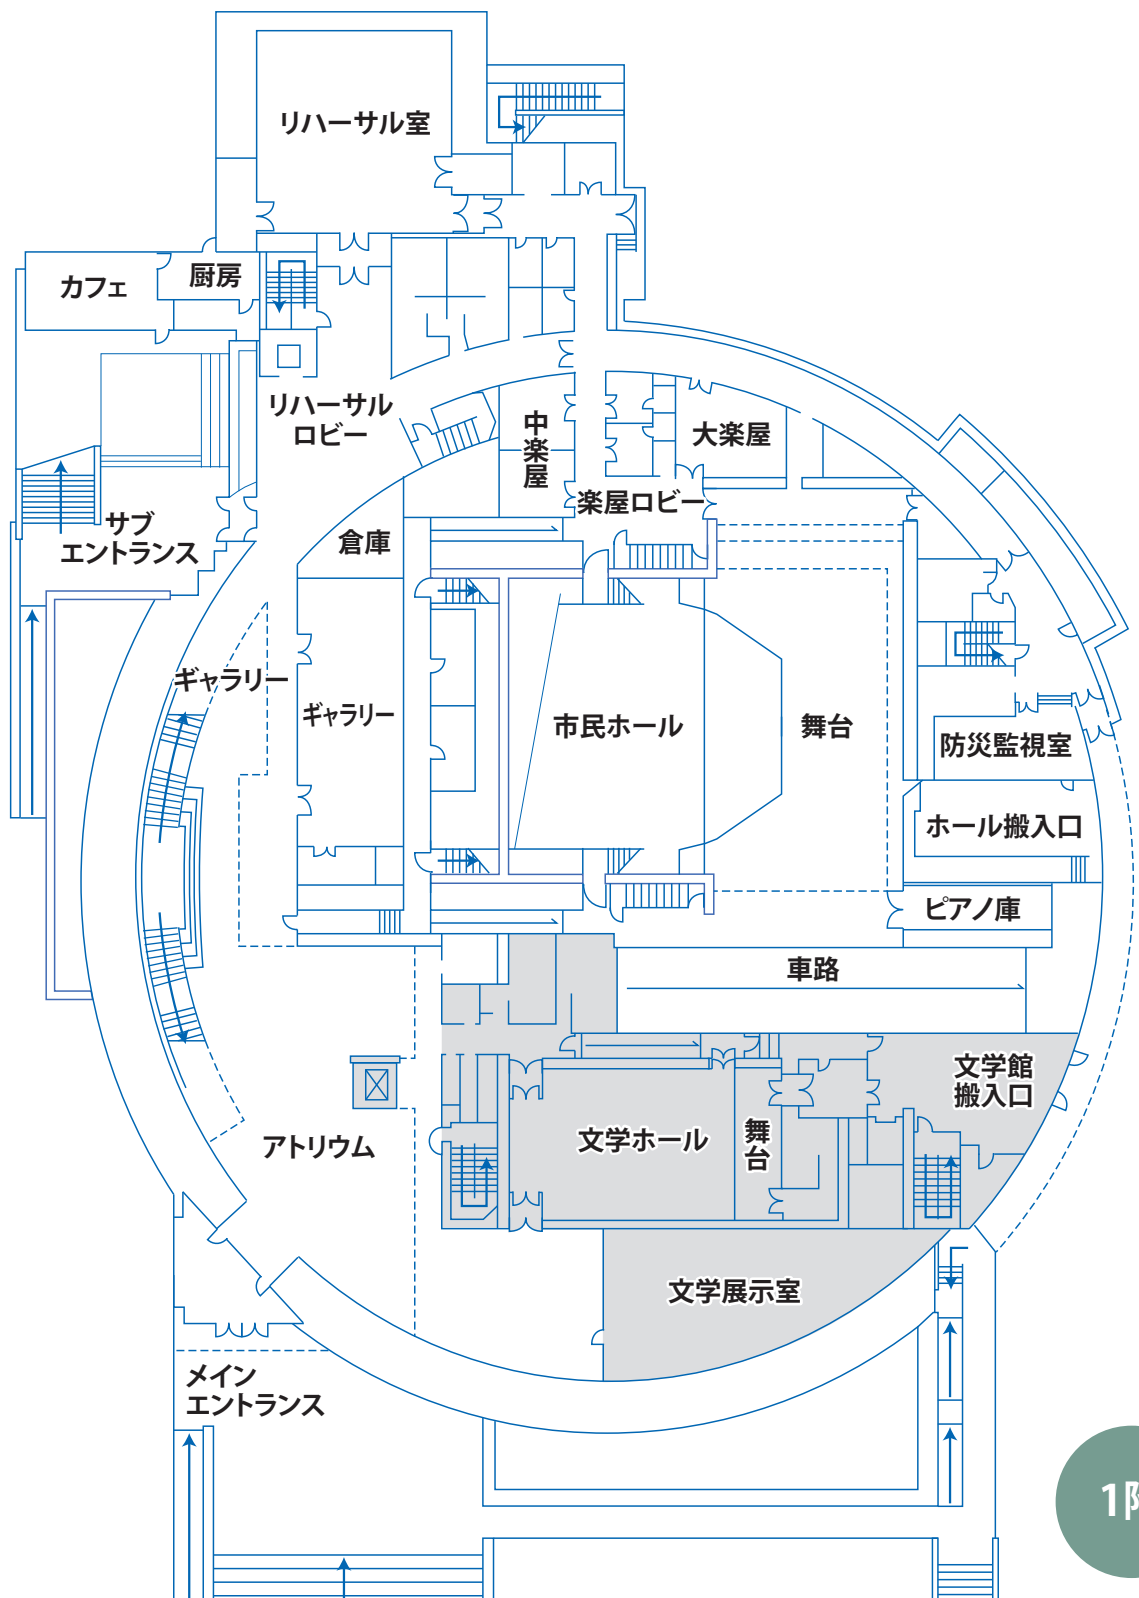 リハーサル室
カフェ
厨房
リハーサル
ロビー
中楽屋
大楽屋
楽屋ロビー
サブ
エントランス
倉庫
ギャラリー
ギャラリー
市民ホール
舞台
防災監視室
ホール搬入口
ピアノ庫
車路
文学館
搬入口
アトリウム
文学ホール
舞台
文学展示室
メイン
エントランス
1